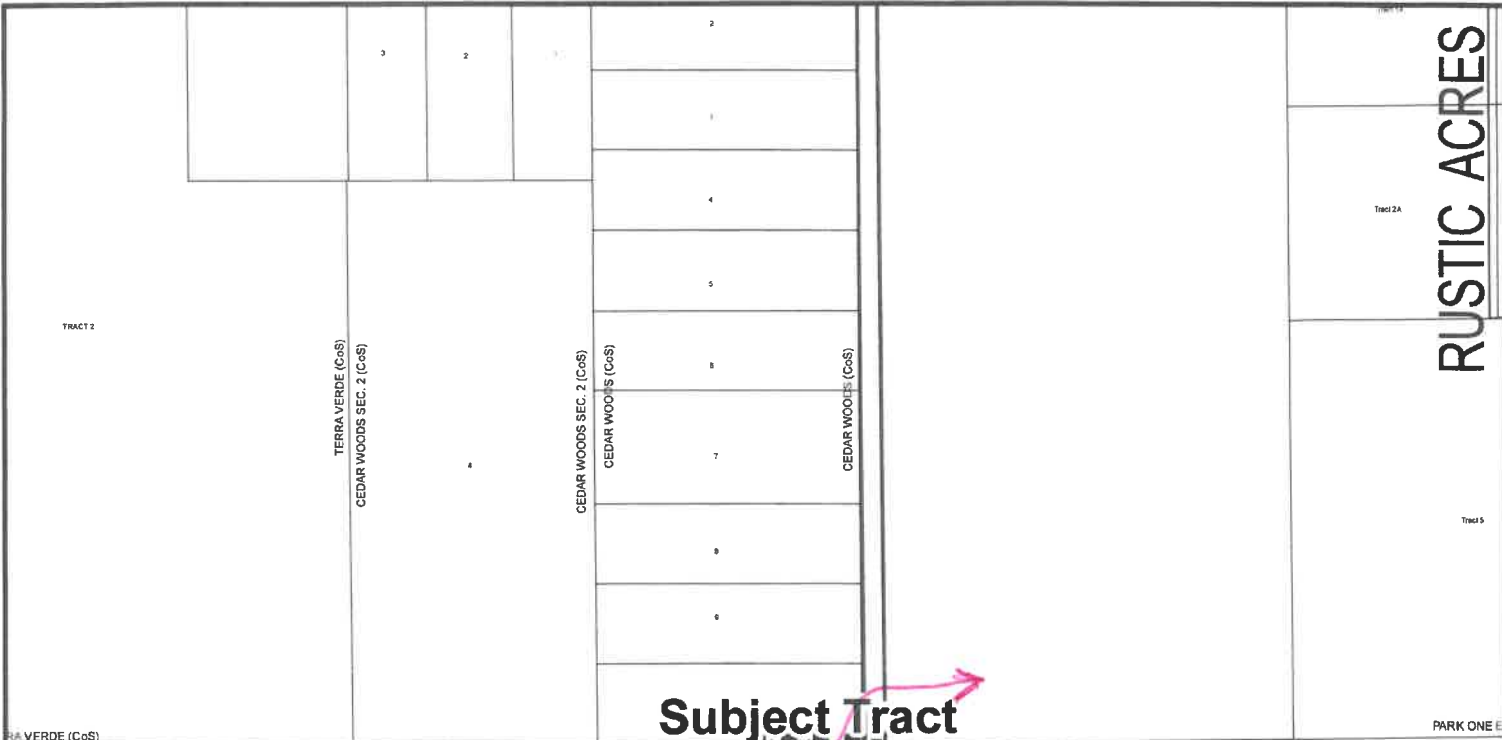 2
3
2
1
4
Tract 2A
RUSTIC ACRES
5
TRACT 2
TERRA VERDE (CoS)
CEDAR WOODS SEC. 2 (CoS)
CEDAR WOODS SEC. 2 (CoS)
CEDAR WOODS (CoS)
CEDAR WOODS (CoS)
4
7
Tract 5
9
Subject Tract
VERDE (CoS)
PARK ONE